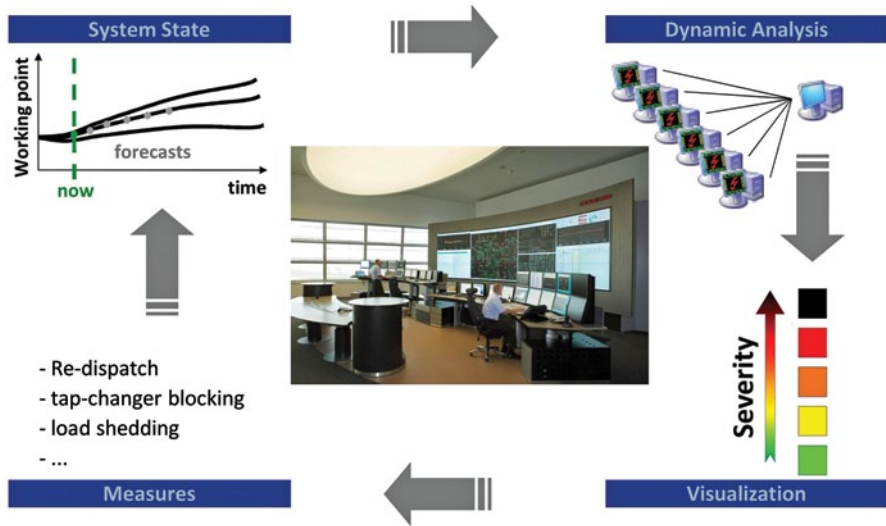 System State
Dynamic Analysis
Working point
forecasts
now
time
- Re-dispatch
- tap-changer blocking
- load shedding
- ...
Severity
Measures
Visualization